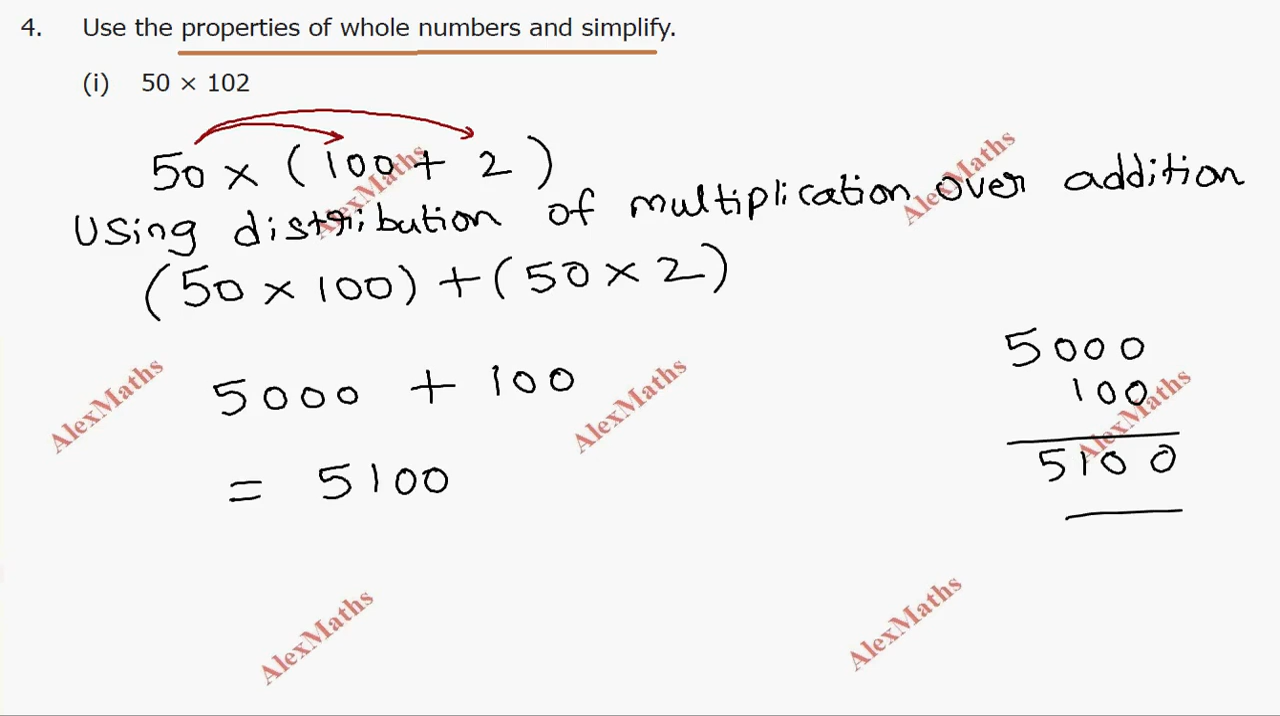 4. Use the properties of whole numbers and simplify.
(i) 50 × 102
50 × (100 + 2)
Using distribution of multiplication over addition
(50 × 100) + (50 × 2)
5000 + 100
= 5100
5000
100
5100
AlexMaths
AlexMaths
AlexMaths
AlexMaths
AlexMaths
AlexMaths
AlexMaths